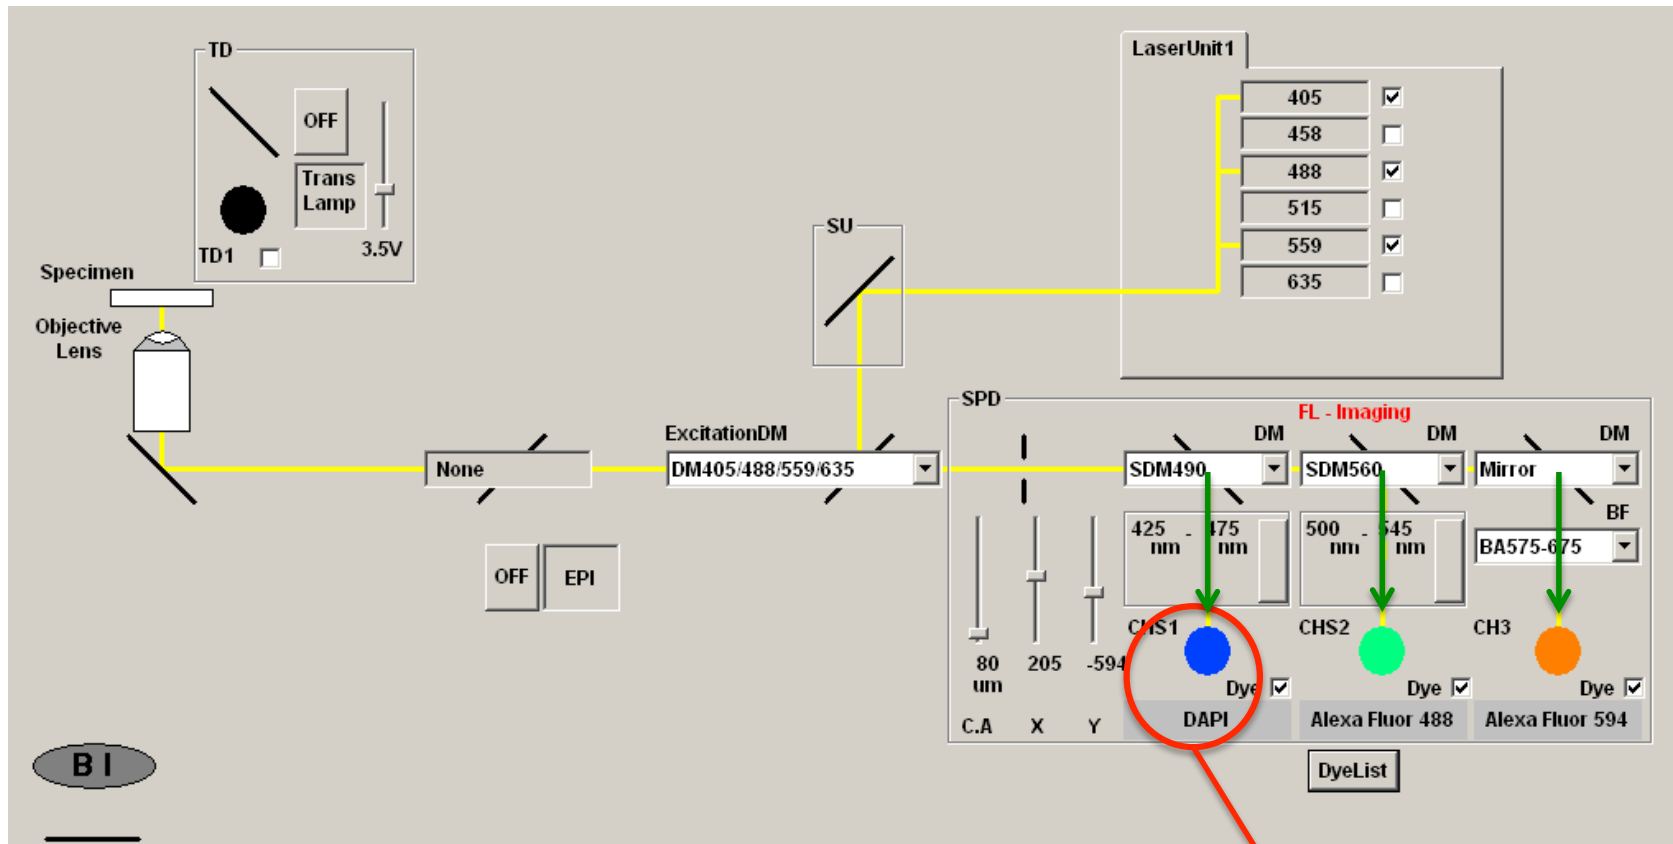 TD
OFF
Trans
Lamp
TD1
3.5V
Specimen
Objective
Lens
LaserUnit1
405
458
488
515
559
635
SU
None
ExcitationDM
DM405/488/559/635
OFF
EPI
SPD
FL - Imaging
DM
DM
DM
SDM490
SDM560
Mirror
BF
425 - 475
nm nm
500 - 545
nm nm
BA575-675
CHS1
CHS2
CH3
80
um
205
-594
Dye
Dye
Dye
C.A
X
Y
DAPI
Alexa Fluor 488
Alexa Fluor 594
DyeList
B I